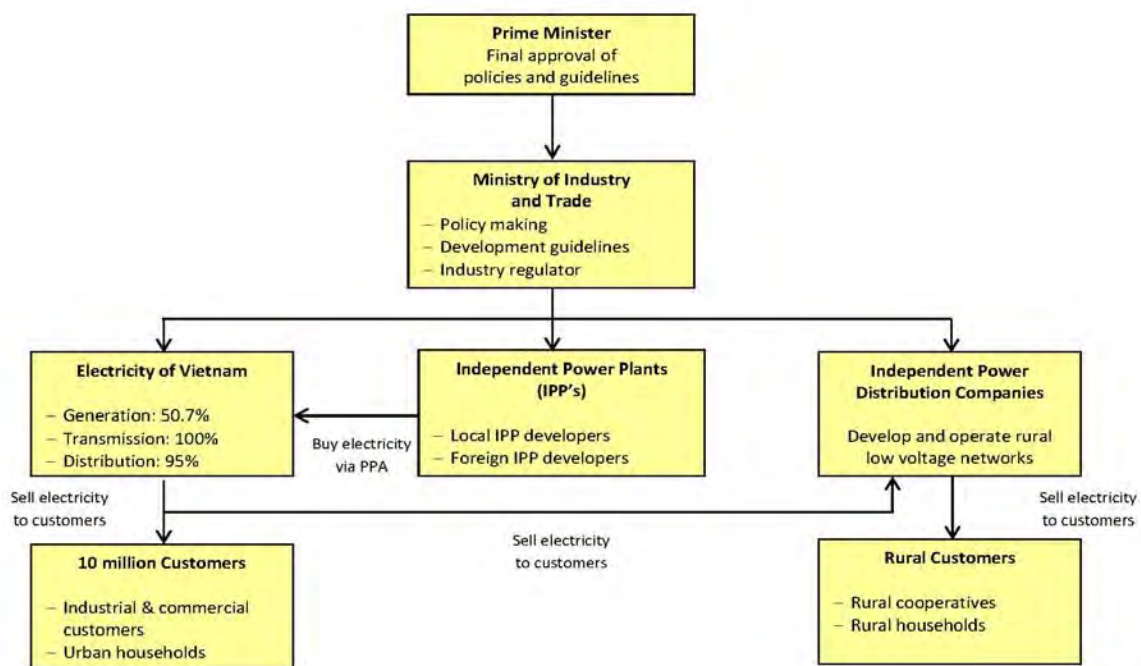 Prime Minister
Final approval of
policies and guidelines
Ministry of Industry
and Trade
– Policy making
– Development guidelines
– Industry regulator
Electricity of Vietnam
– Generation: 50.7%
– Transmission: 100%
– Distribution: 95%
Buy electricity
via PPA
Independent Power Plants
(IPP's)
– Local IPP developers
– Foreign IPP developers
Independent Power
Distribution Companies
Develop and operate rural
low voltage networks
Sell electricity
to customers
Sell electricity
to customers
Sell electricity
to customers
10 million Customers
– Industrial & commercial
customers
– Urban households
Rural Customers
– Rural cooperatives
– Rural households